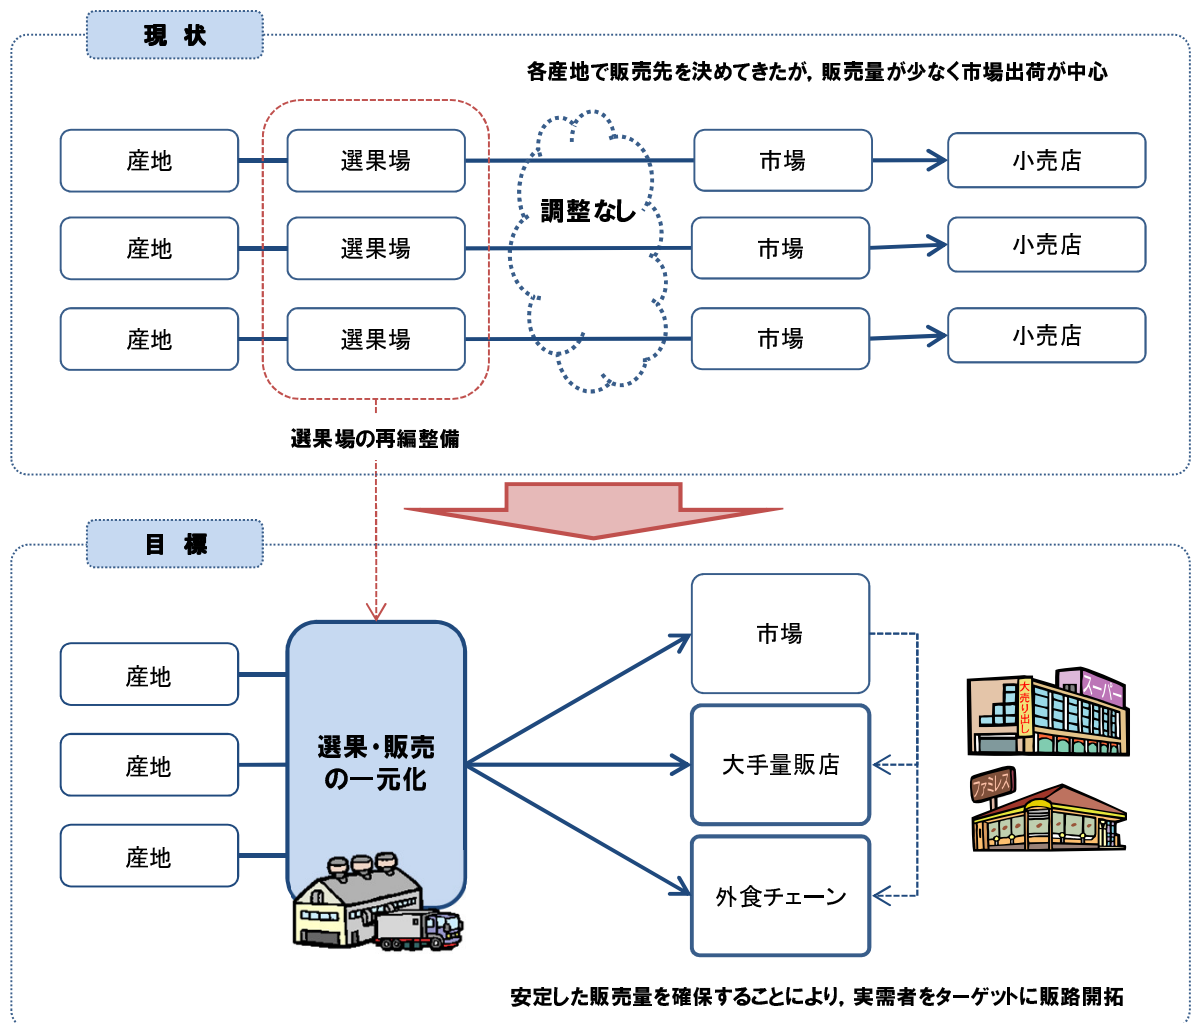 現　状
各産地で販売先を決めてきたが，販売量が少なく市場出荷が中心
産地
選果場
市場
小売店
調整なし
産地
選果場
市場
小売店
産地
選果場
市場
小売店
選果場の再編整備
目　標
産地
産地
産地
選果・販売
の一元化
市場
大手量販店
外食チェーン
スーパー
大売り出し
ファミレス
安定した販売量を確保することにより，実需者をターゲットに販路開拓